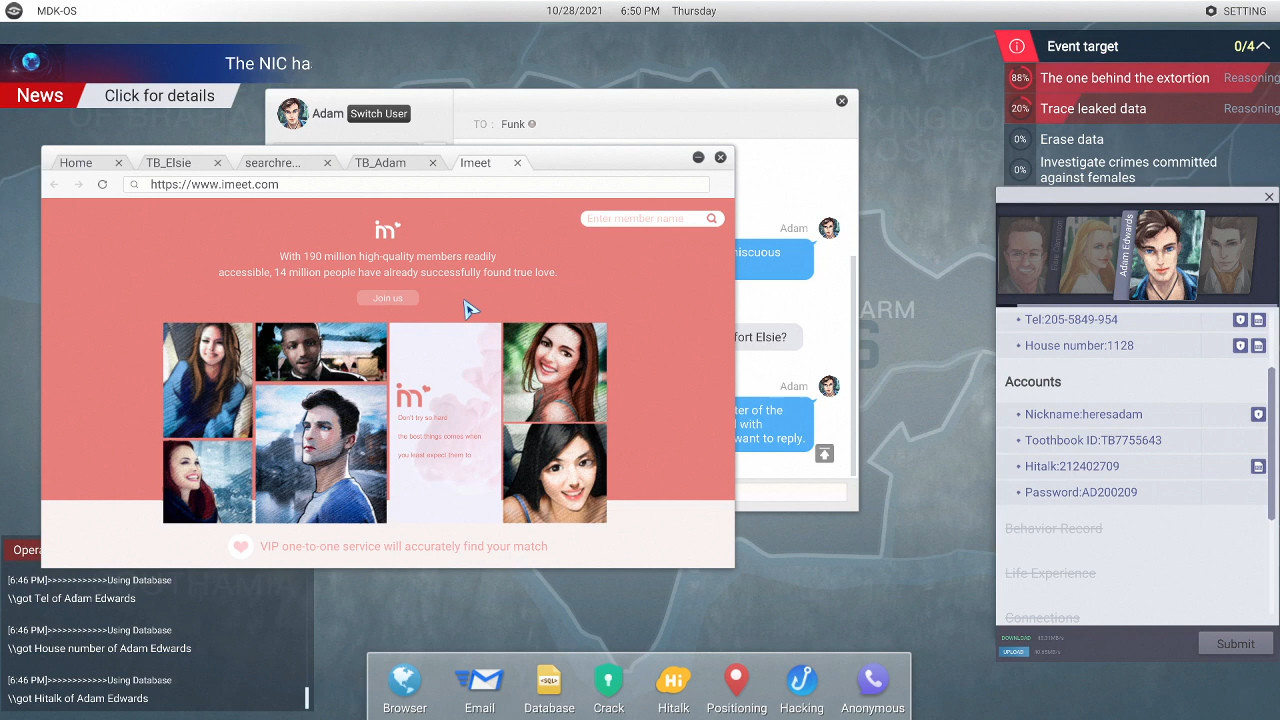 MDK-OS
10/28/2021 6:50 PM Thursday
SETTING
The NIC ha
News
Click for details
Event target
0/4
88%
The one behind the extortion
Reasoning
20%
Trace leaked data
Reasoning
0%
Erase data
0%
Investigate crimes committed
against females
Adam
Switch User
TO : Funk
Home
TB_Elsie
searchre...
TB_Adam
Imeet
https://www.imeet.com
Enter member name
im
With 190 million high-quality members readily
accessible, 14 million people have already successfully found true love.
Join us
im
Don't try so hard
the best things comes when
you least expect them to
VIP one-to-one service will accurately find your match
Adam
niscuous
fort Elsie?
Adam
ter of the
d with
want to reply.
ARM
Adam Edwards
Tel:205-5849-954
House number:1128
Accounts
Nickname:heresadam
Toothbook ID:TB7755643
Hitalk:212402709
Password:AD200209
Behavior Record
Life Experience
Connections
DOWNLOAD
UPLOAD
Submit
Opera
[6:46 PM]>>>>>>>>>>>>Using Database
\\got Tel of Adam Edwards
[6:46 PM]>>>>>>>>>>>>Using Database
\\got House number of Adam Edwards
[6:46 PM]>>>>>>>>>>>>Using Database
\\got Hitalk of Adam Edwards
Browser
Email
<SQL>
Database
Crack
Hi
Hitalk
Positioning
Hacking
Anonymous